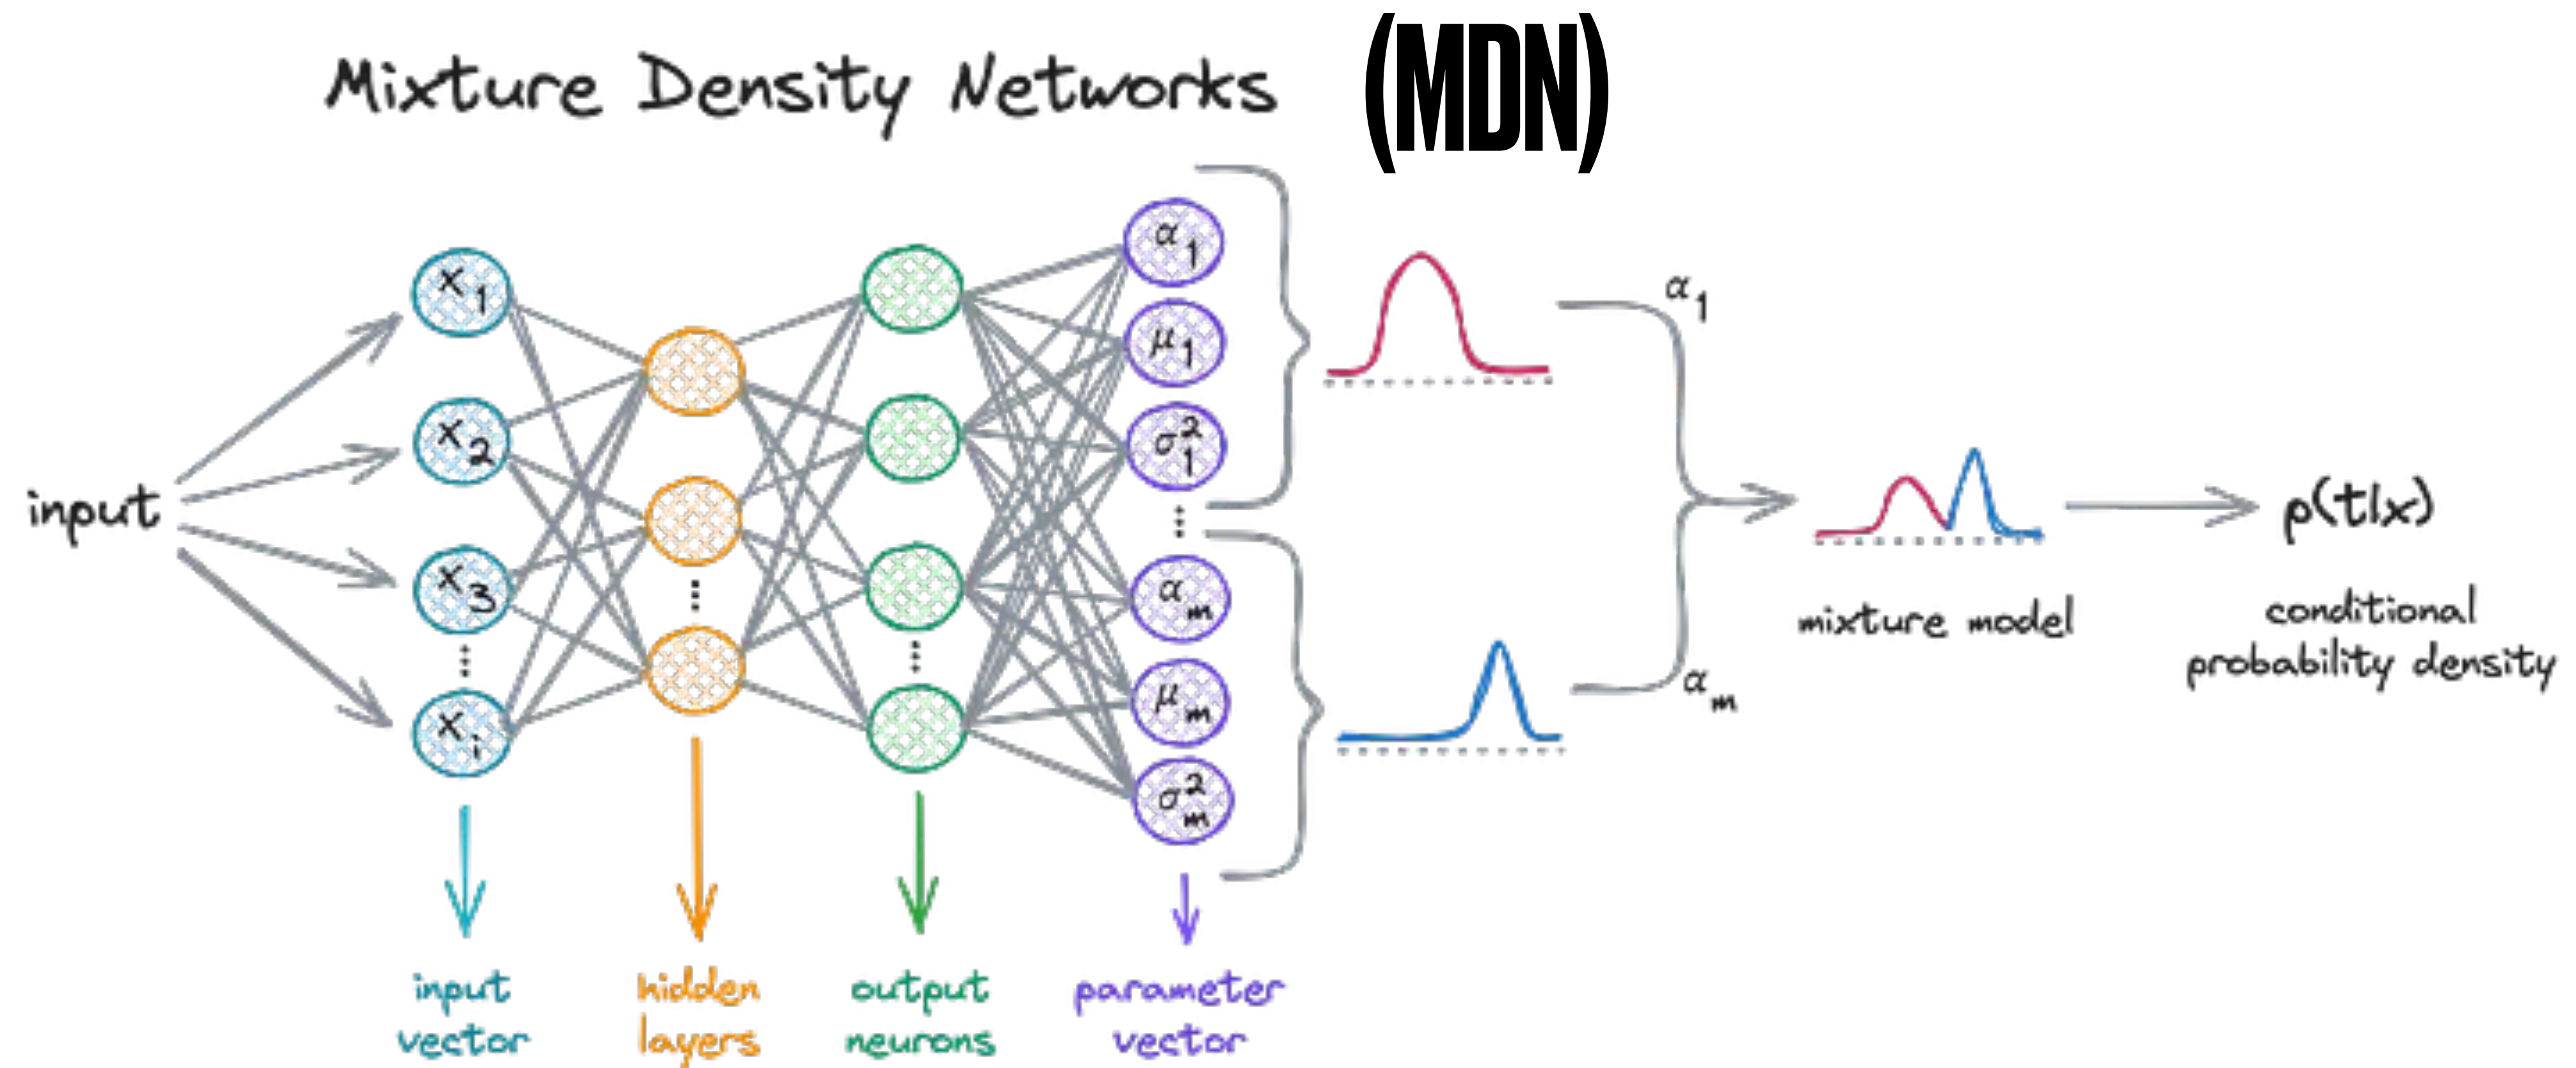 Mixture Density Networks (MDN)
input
x1
x2
x3
⋮
xi
⋮
⋮
α1
μ1
σ²1
⋮
αm
μm
σ²m
α1
αm
mixture model
p(t|x)
conditional
probability density
input
vector
hidden
layers
output
neurons
parameter
vector